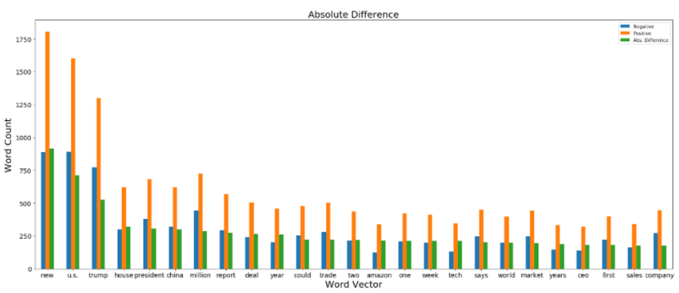 Absolute Difference
Negative
Positive
Abs. Difference
Word Count
1750
1500
1250
1000
750
500
250
0
new u.s. trump house president china million report deal year could trade two amazon one week tech says world market years ceo first sales company
Word Vector